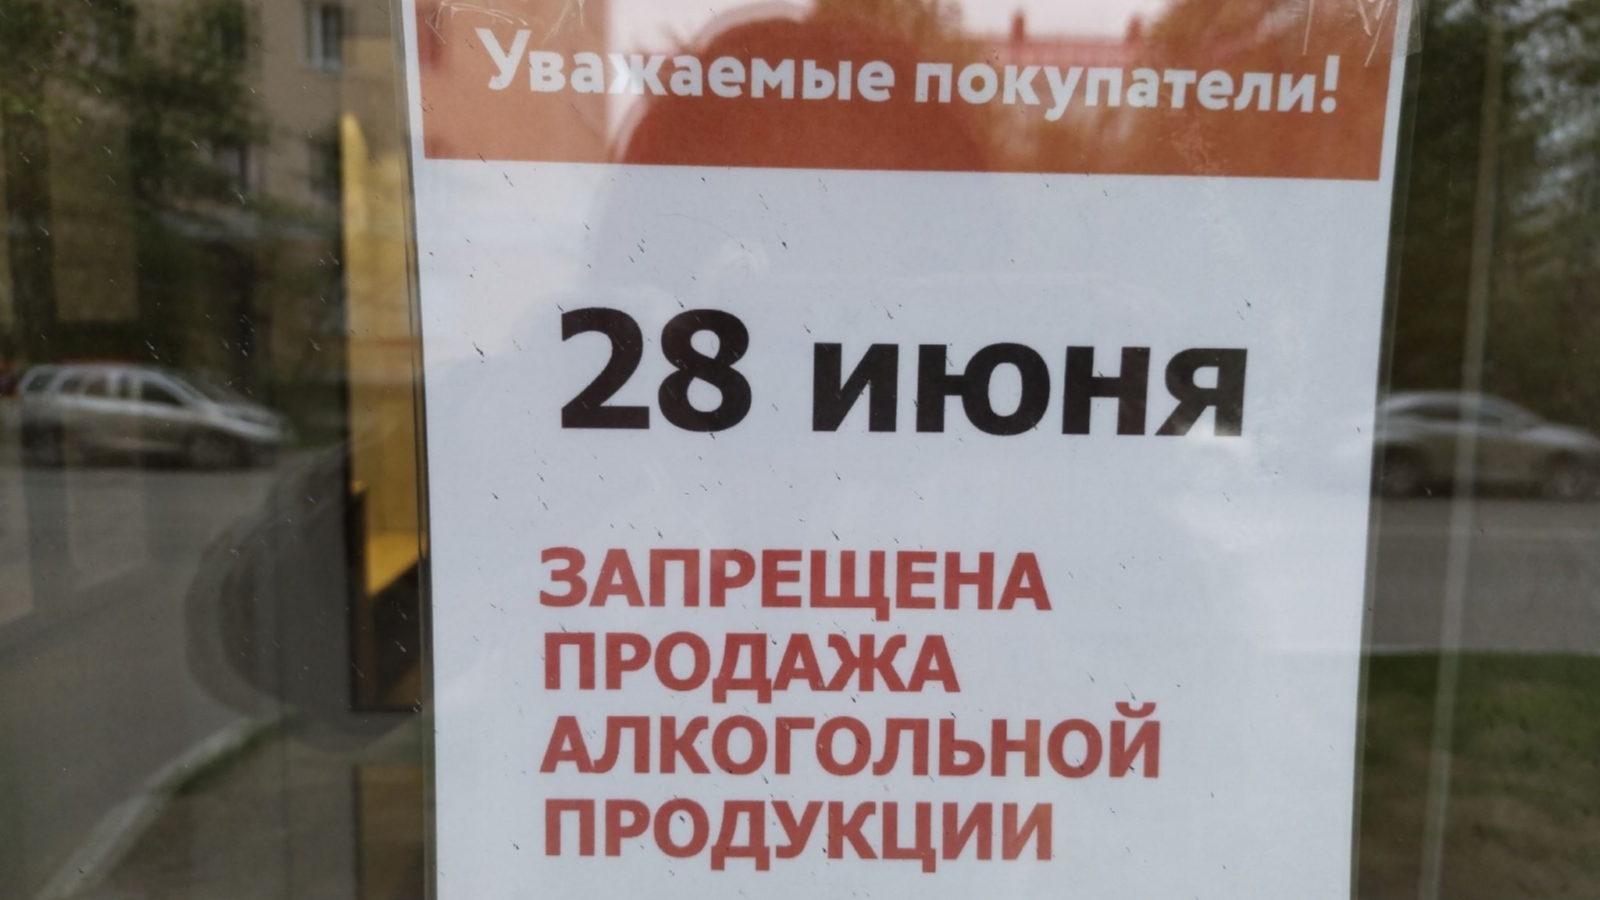 Уважаемые покупатели!
28 июня
ЗАПРЕЩЕНА
ПРОДАЖА
АЛКОГОЛЬНОЙ
ПРОДУКЦИИ